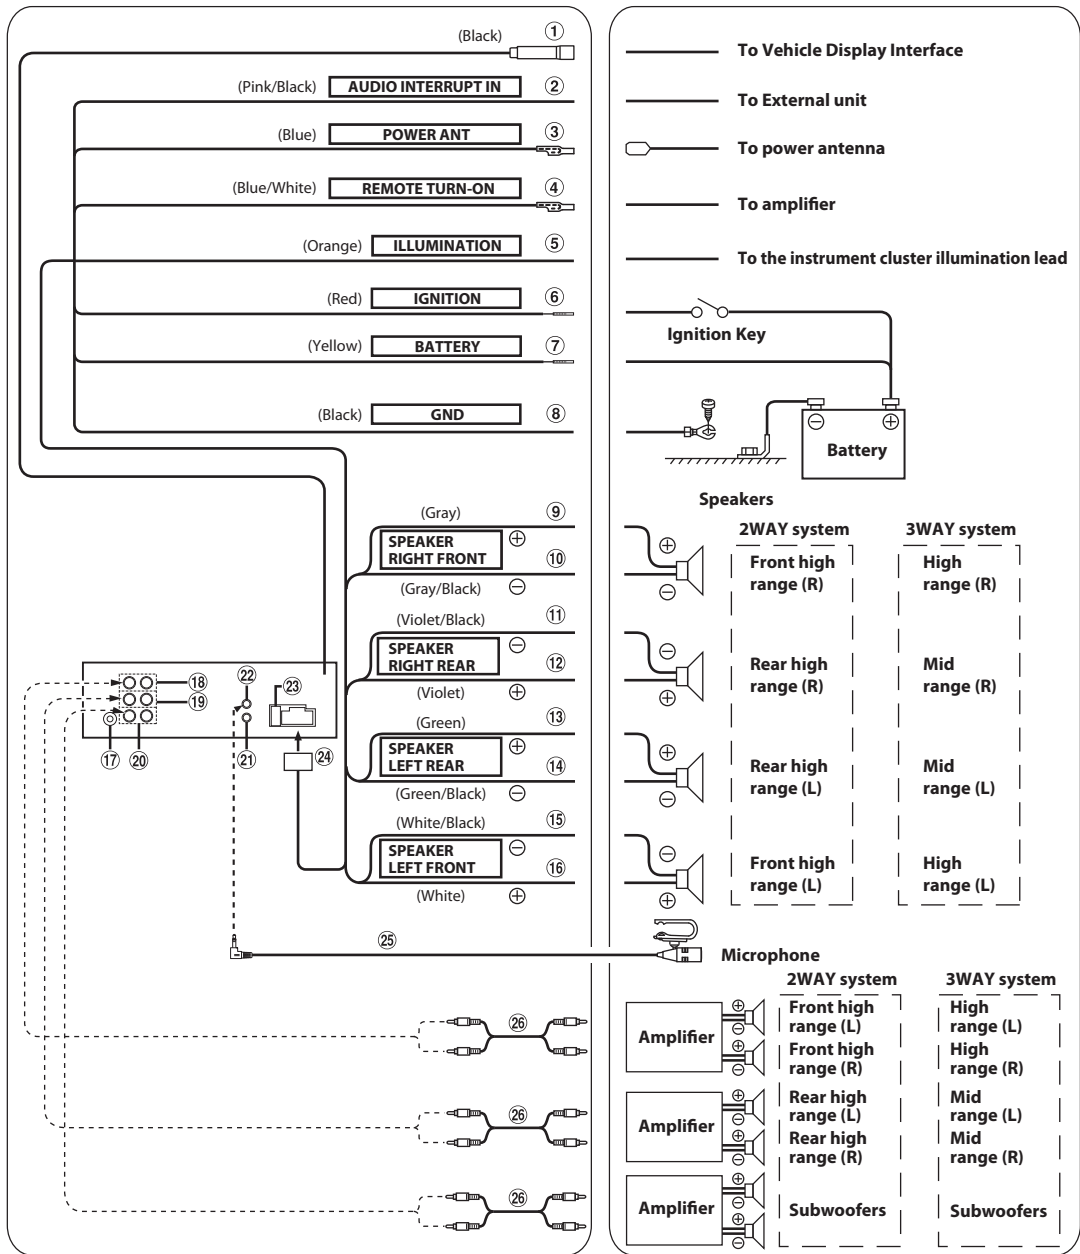 (Black) ①
(Pink/Black) AUDIO INTERRUPT IN ②
(Blue) POWER ANT ③
(Blue/White) REMOTE TURN-ON ④
(Orange) ILLUMINATION ⑤
(Red) IGNITION ⑥
(Yellow) BATTERY ⑦
(Black) GND ⑧
(Gray) ⑨
SPEAKER ⊕
RIGHT FRONT ⑩
(Gray/Black) ⊖
(Violet/Black) ⑪
SPEAKER ⊖
RIGHT REAR ⑫
(Violet) ⊕
(Green) ⑬
SPEAKER ⊕
LEFT REAR ⑭
(Green/Black) ⊖
(White/Black) ⑮
SPEAKER ⊖
LEFT FRONT ⑯
(White) ⊕
⑱
⑲
㉒
㉓
⑰
⑳
㉑
㉔
㉕
㉖
㉖
㉖
To Vehicle Display Interface
To External unit
To power antenna
To amplifier
To the instrument cluster illumination lead
Ignition Key
⊖ ⊕
Battery
Speakers
2WAY system 3WAY system
⊕ Front high High
⊖ range (R) range (R)
⊖ Rear high Mid
⊕ range (R) range (R)
⊕ Rear high Mid
⊖ range (L) range (L)
⊖ Front high High
⊕ range (L) range (L)
Microphone
2WAY system 3WAY system
Amplifier
⊕ Front high High
⊖ range (L) range (L)
⊕ Front high High
⊖ range (R) range (R)
Amplifier
⊕ Rear high Mid
⊖ range (L) range (L)
⊕ Rear high Mid
⊖ range (R) range (R)
Amplifier
⊕
⊖
⊕
⊖
Subwoofers Subwoofers